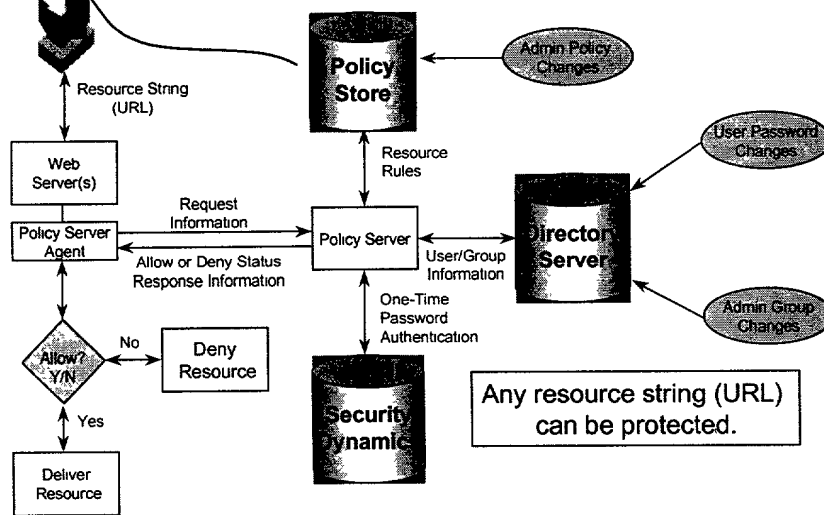 Policy
Store
Admin Policy
Changes
Resource String
(URL)
User Password
Changes
Web
Server(s)
Resource
Rules
Request
Information
Policy Server
Agent
Policy Server
Directory
Server
Allow or Deny Status
Response Information
User/Group
Information
One-Time
Password
Authentication
Admin Group
Changes
Allow?
Y/N
No
Deny
Resource
Security
Dynamic
Any resource string (URL)
can be protected.
Yes
Deliver
Resource